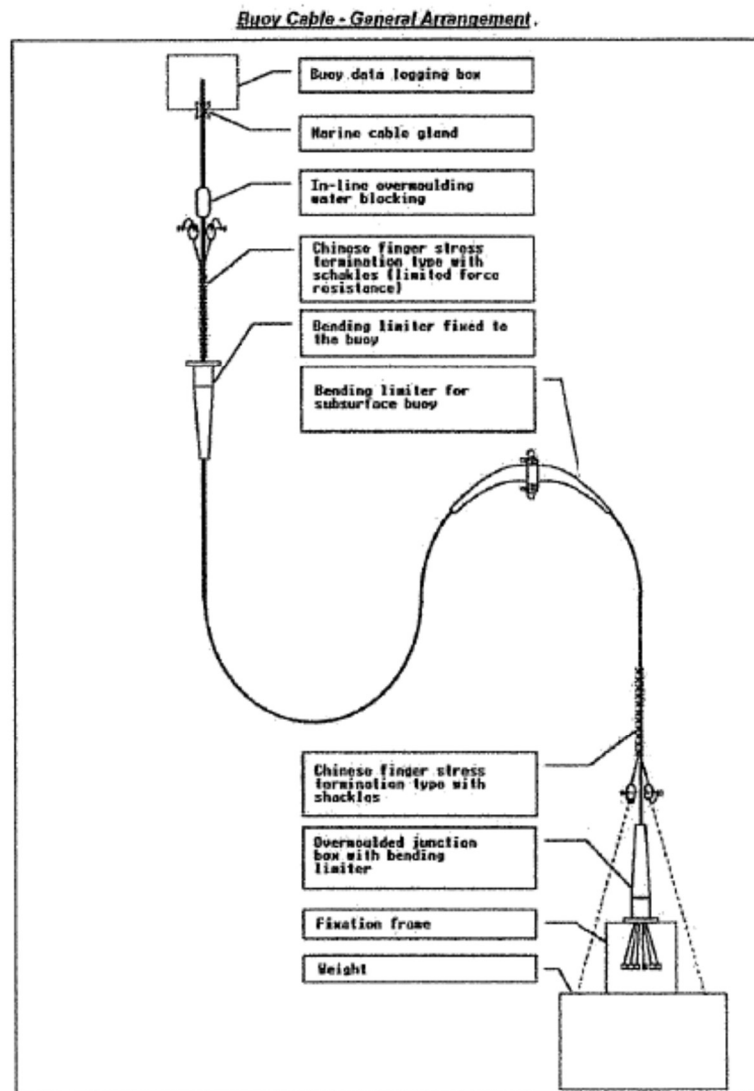 Buoy Cable - General Arrangement.
Buoy data logging box
Marine cable gland
In-line overmoulding
water blocking
Chinese finger stress
termination type with
schakles (limited force
resistance)
Bending limiter fixed to
the buoy
Bending limiter for
subsurface buoy
Chinese finger stress
termination type with
shackles
Overmoulded junction
box with bending
limiter
Fixation frame
Weight